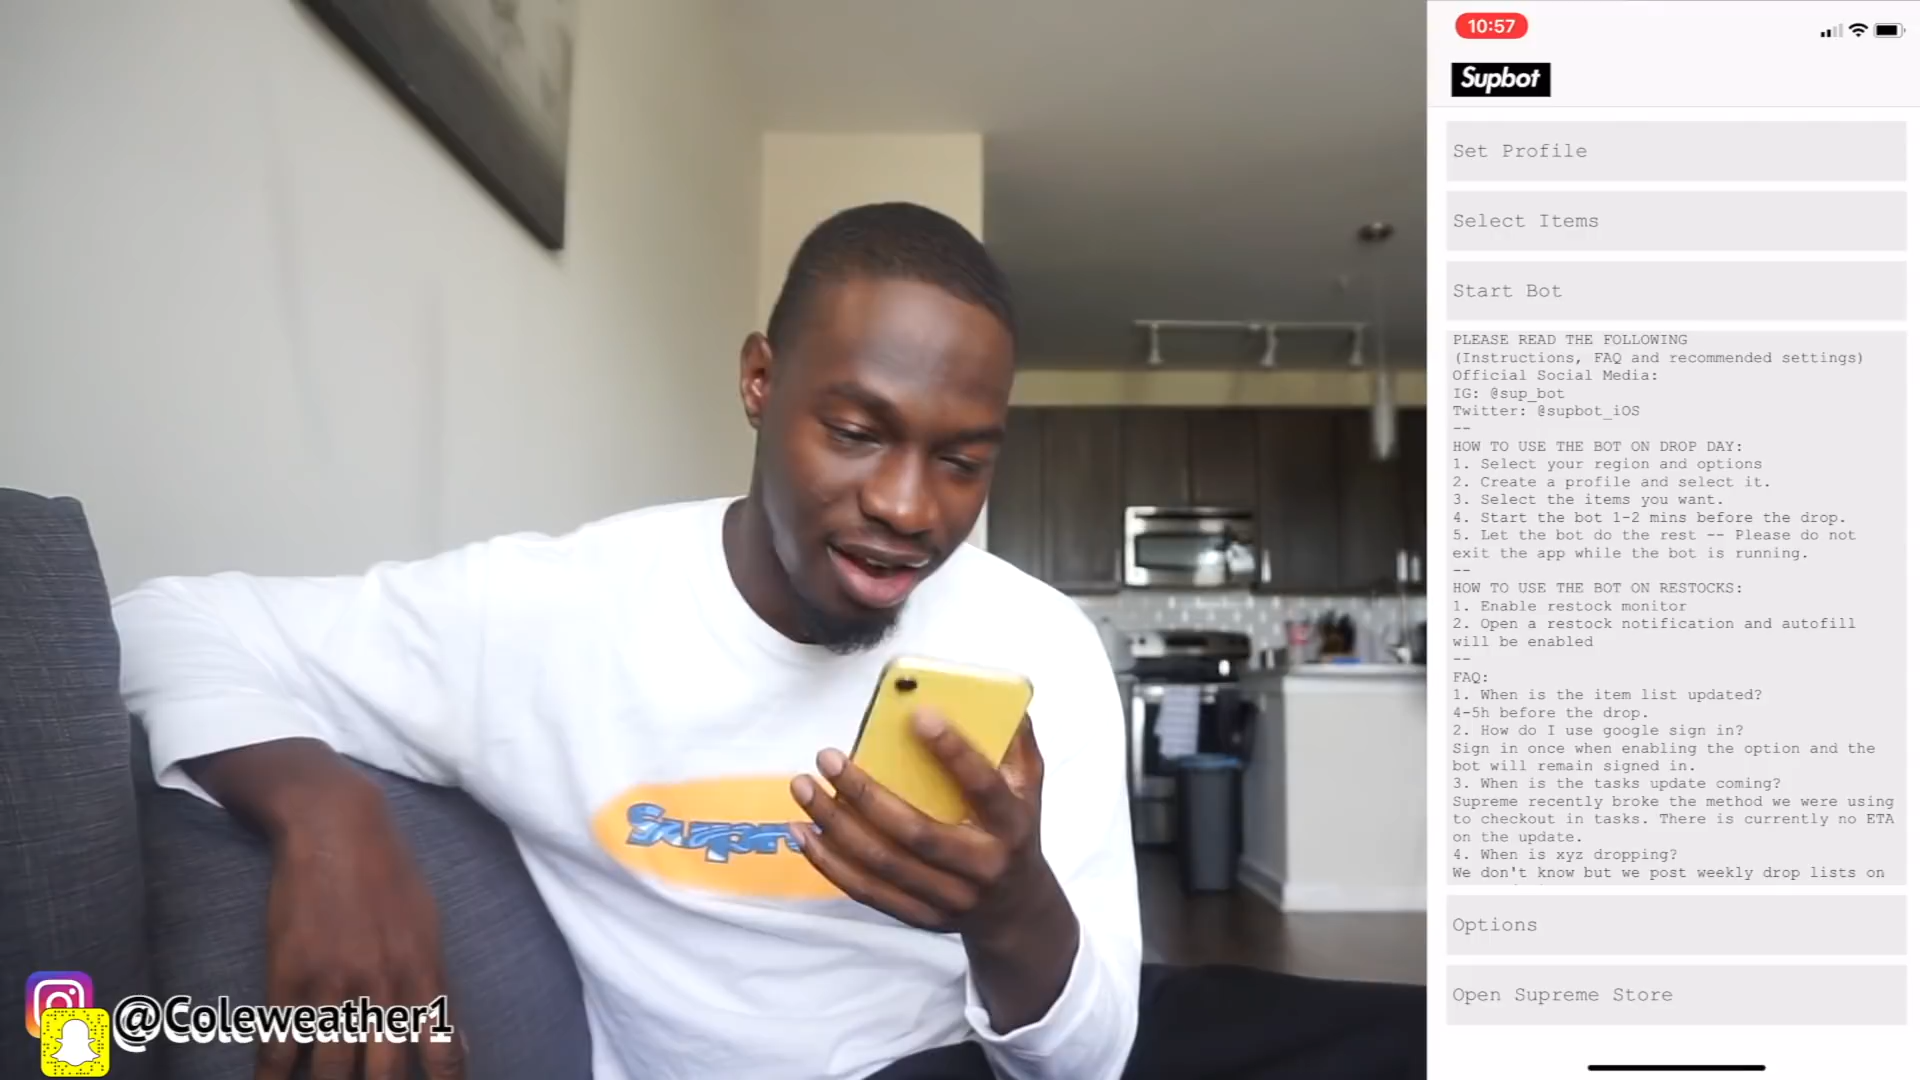 10:57
Supbot
Set Profile
Select Items
Start Bot
PLEASE READ THE FOLLOWING
(Instructions, FAQ and recommended settings)
Official Social Media:
IG: @sup_bot
Twitter: @supbot_iOS
--
HOW TO USE THE BOT ON DROP DAY:
1. Select your region and options
2. Create a profile and select it.
3. Select the items you want.
4. Start the bot 1-2 mins before the drop.
5. Let the bot do the rest -- Please do not
exit the app while the bot is running.
--
HOW TO USE THE BOT ON RESTOCKS:
1. Enable restock monitor
2. Open a restock notification and autofill
will be enabled
--
FAQ:
1. When is the item list updated?
4-5h before the drop.
2. How do I use google sign in?
Sign in once when enabling the option and the
bot will remain signed in.
3. When is the tasks update coming?
Supreme recently broke the method we were using
to checkout in tasks. There is currently no ETA
on the update.
4. When is xyz dropping?
We don't know but we post weekly drop lists on
Options
Open Supreme Store
@Coleweather1